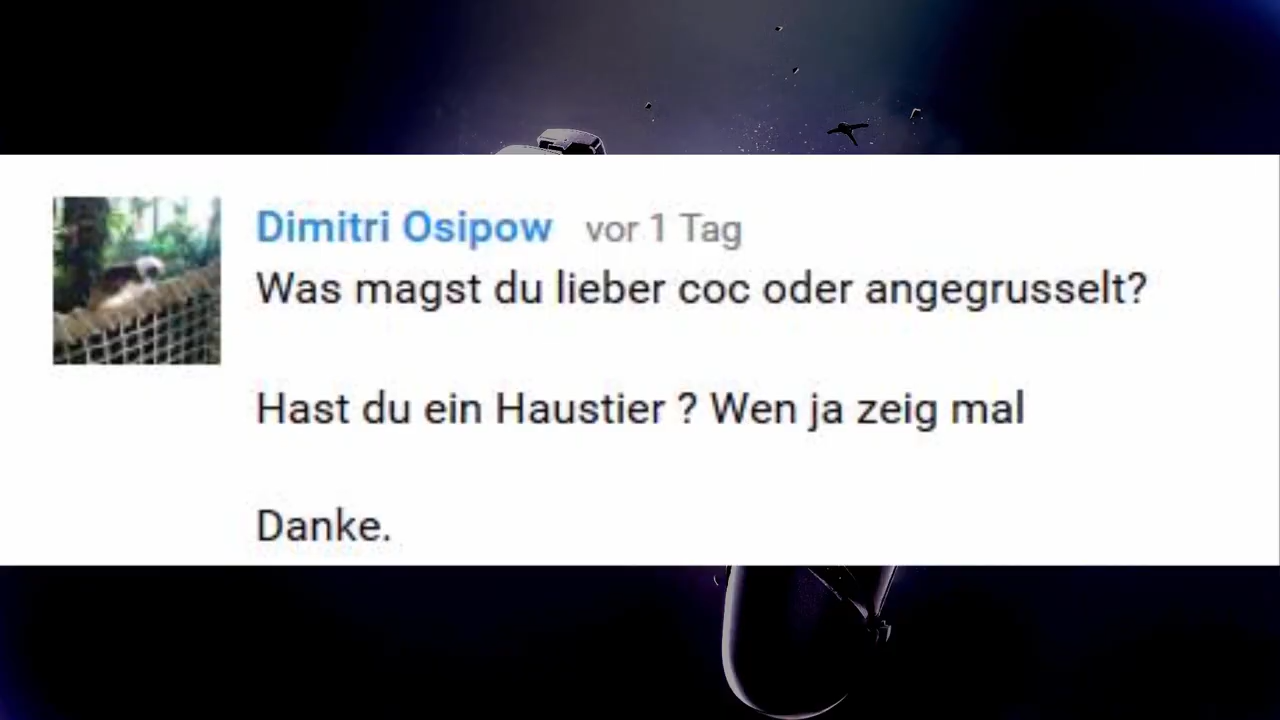 Dimitri Osipow vor 1 Tag
Was magst du lieber coc oder angegrusselt?
Hast du ein Haustier ? Wen ja zeig mal
Danke.